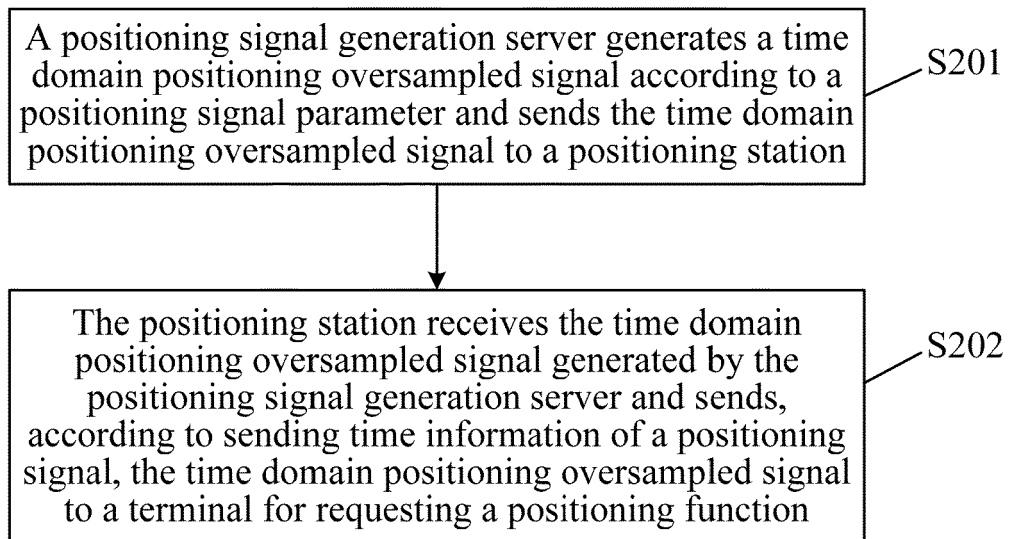 A positioning signal generation server generates a time
domain positioning oversampled signal according to a
positioning signal parameter and sends the time domain
positioning oversampled signal to a positioning station
S201
The positioning station receives the time domain
positioning oversampled signal generated by the
positioning signal generation server and sends,
according to sending time information of a positioning
signal, the time domain positioning oversampled signal
to a terminal for requesting a positioning function
S202